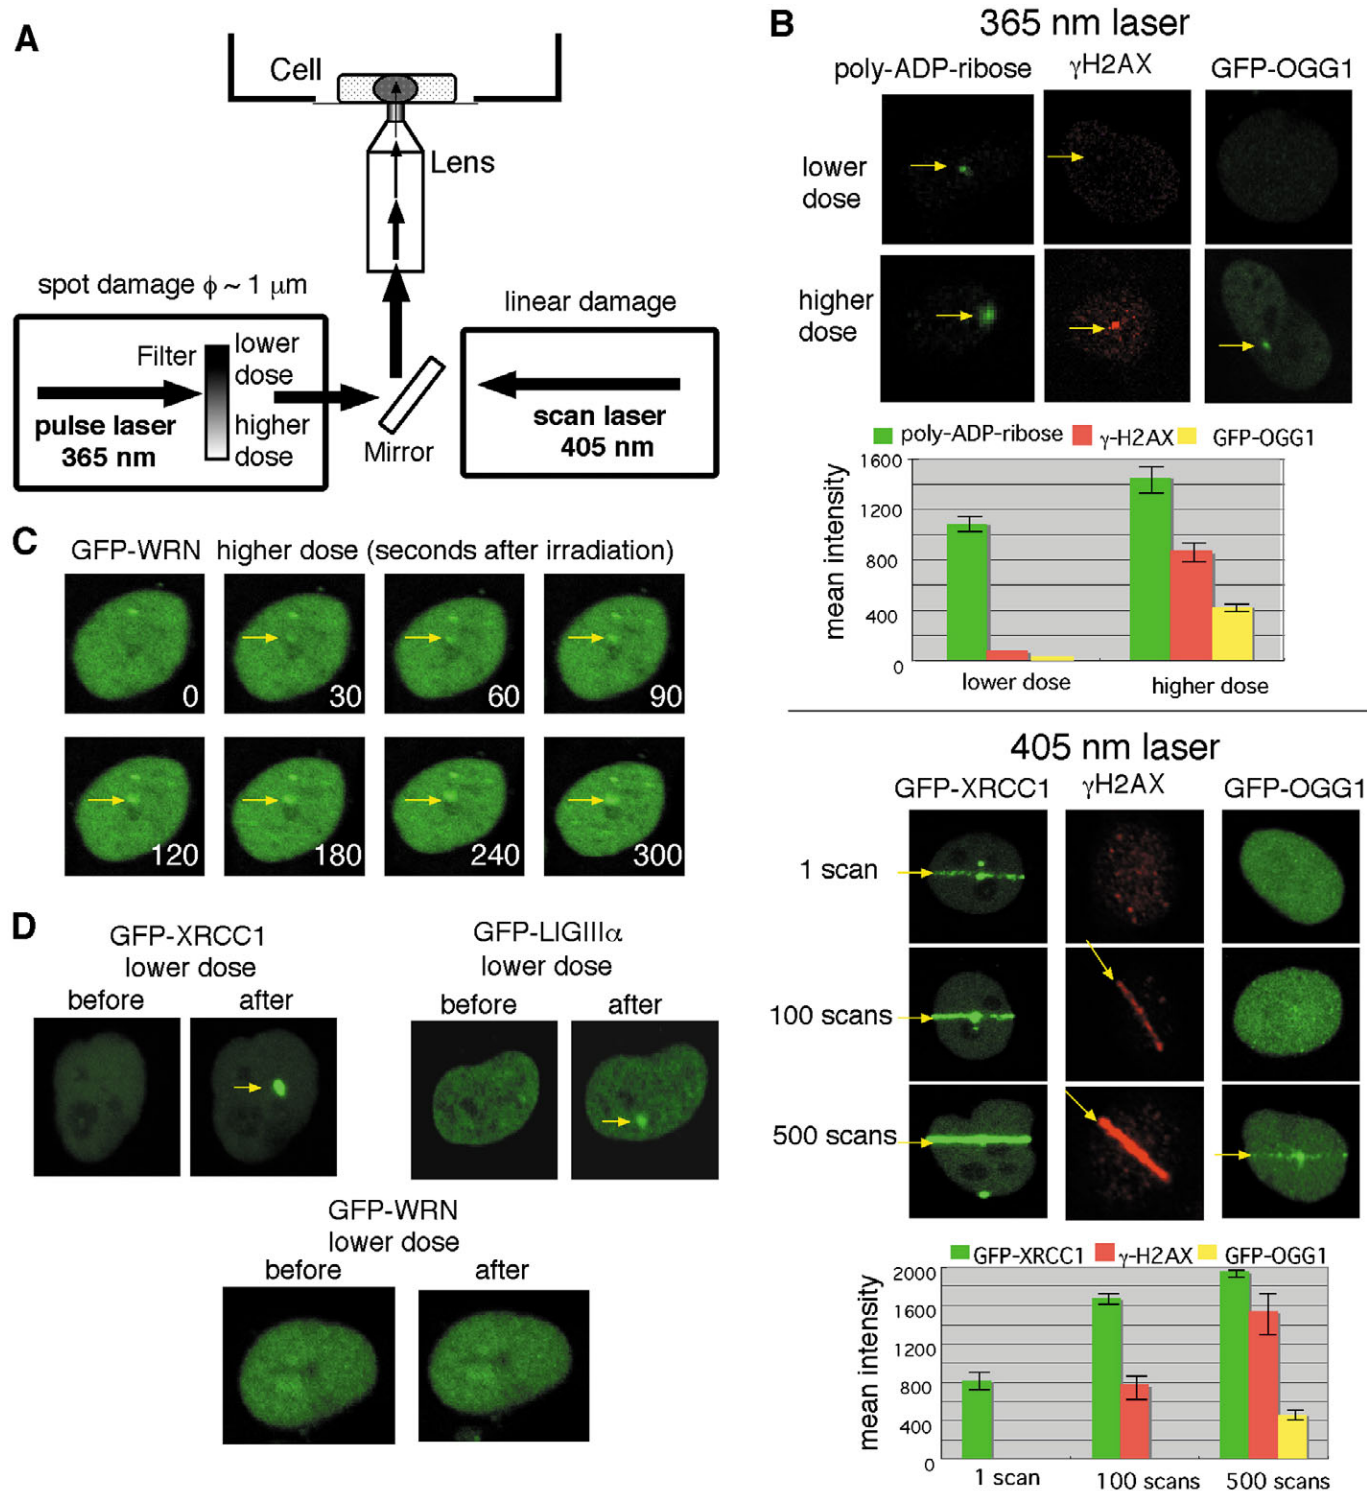 A
Cell
Lens
spot damage ϕ ~ 1 μm
linear damage
Filter
lower
dose
higher
dose
pulse laser
365 nm
Mirror
scan laser
405 nm
B
365 nm laser
poly-ADP-ribose γH2AX GFP-OGG1
lower
dose
higher
dose
poly-ADP-ribose γ-H2AX GFP-OGG1
mean intensity
1600
1200
800
400
0
lower dose higher dose
405 nm laser
GFP-XRCC1 γH2AX GFP-OGG1
1 scan
100 scans
500 scans
GFP-XRCC1 γ-H2AX GFP-OGG1
mean intensity
2000
1600
1200
800
400
0
1 scan 100 scans 500 scans
C
GFP-WRN higher dose (seconds after irradiation)
0 30 60 90
120 180 240 300
D
GFP-XRCC1
lower dose
before after
GFP-LIGIIIα
lower dose
before after
GFP-WRN
lower dose
before after